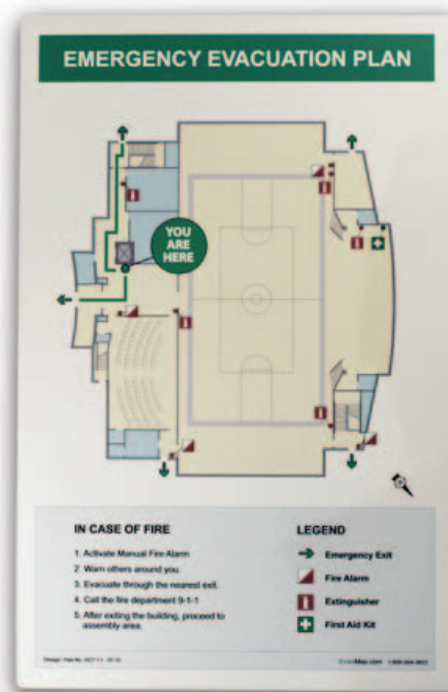 EMERGENCY EVACUATION PLAN
YOU
ARE
HERE
IN CASE OF FIRE
1. Activate Manual Fire Alarm
2. Warn others around you.
3. Evacuate through the nearest exit.
4. Call the fire department 9-1-1
5. After exiting the building, proceed to
assembly area.
LEGEND
Emergency Exit
Fire Alarm
Extinguisher
First Aid Kit